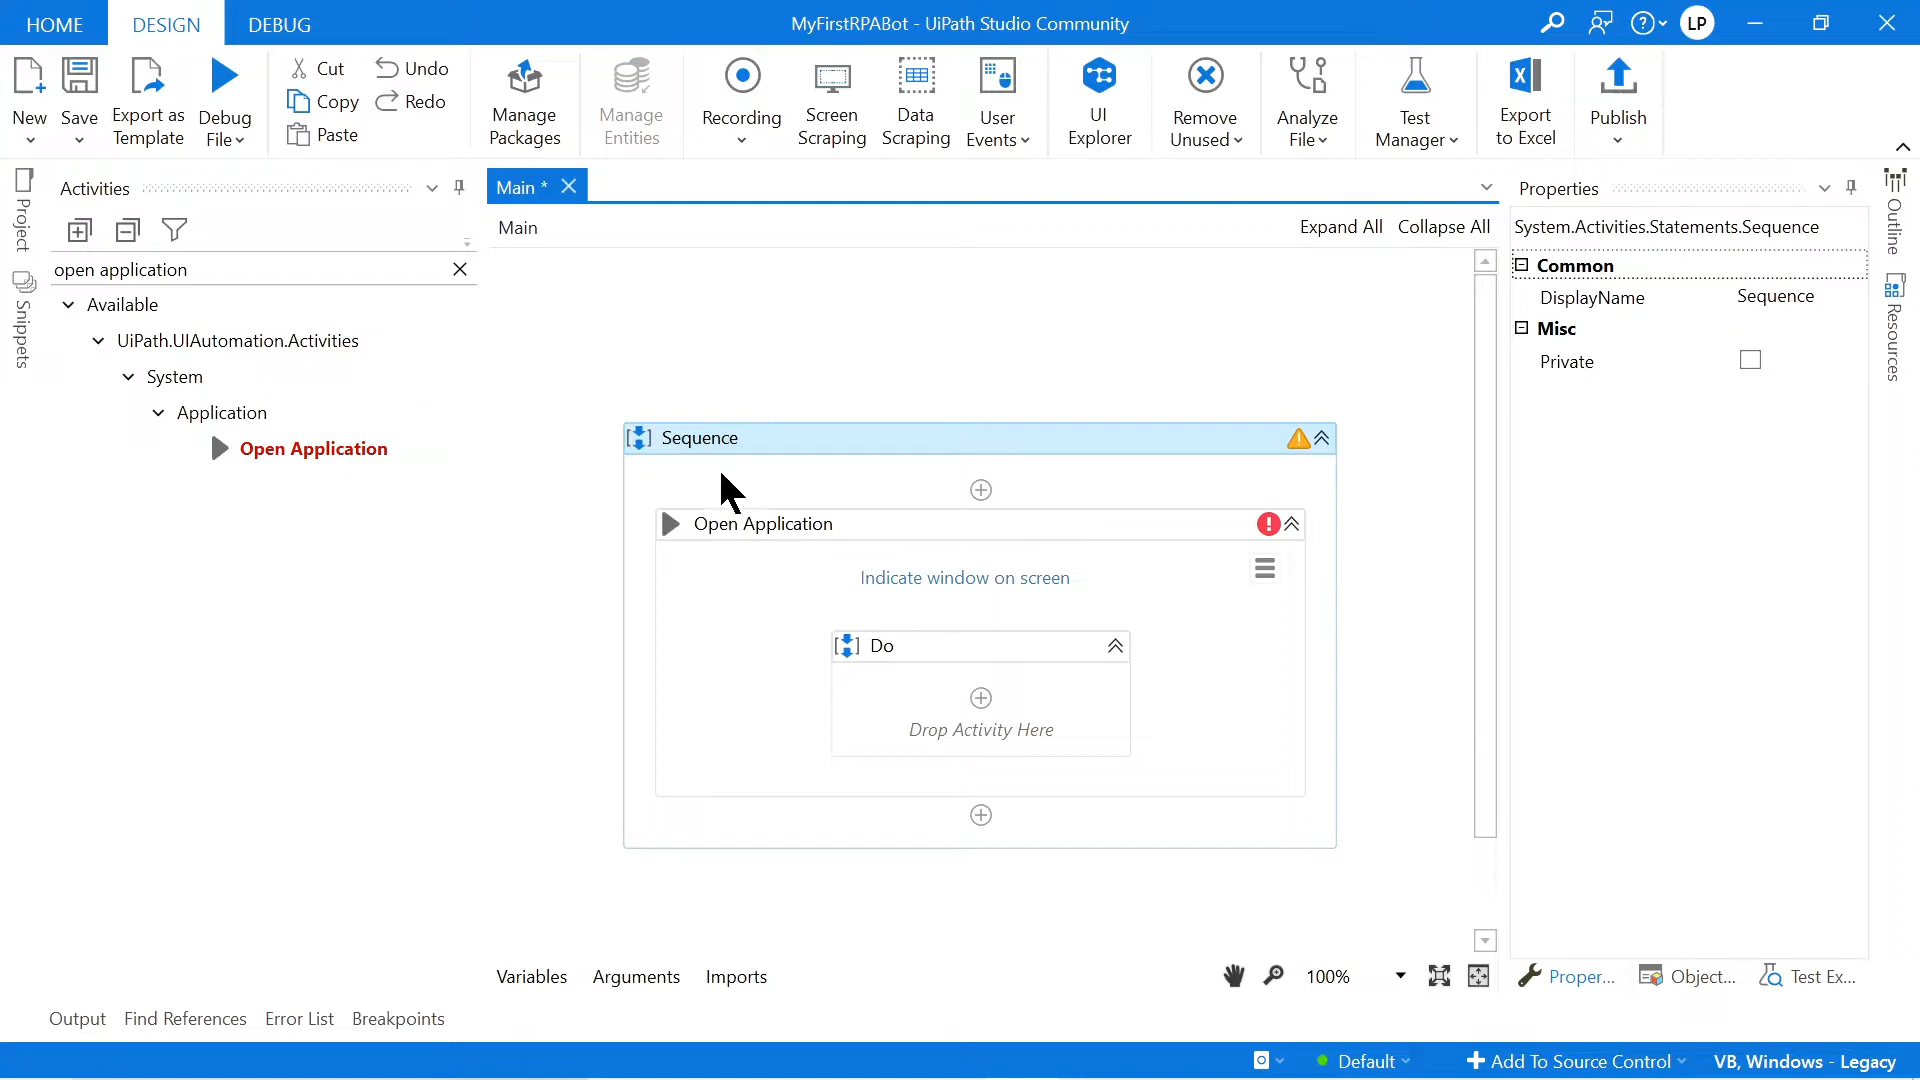 HOME DESIGN DEBUG MyFirstRPABot - UiPath Studio Community LP
New Save Export as Template Debug File Cut Copy Paste Undo Redo Manage Packages Manage Entities Recording Screen Scraping Data Scraping User Events UI Explorer Remove Unused Analyze File Test Manager Export to Excel Publish
Project
Snippets
Activities
open application
Available
UiPath.UIAutomation.Activities
System
Application
Open Application
Main *
Main Expand All Collapse All
Sequence
Open Application
Indicate window on screen
Do
Drop Activity Here
Variables Arguments Imports 100%
Properties
System.Activities.Statements.Sequence
Common
DisplayName Sequence
Misc
Private
Proper... Object... Test Ex...
Outline
Resources
Output Find References Error List Breakpoints
Default Add To Source Control VB, Windows - Legacy